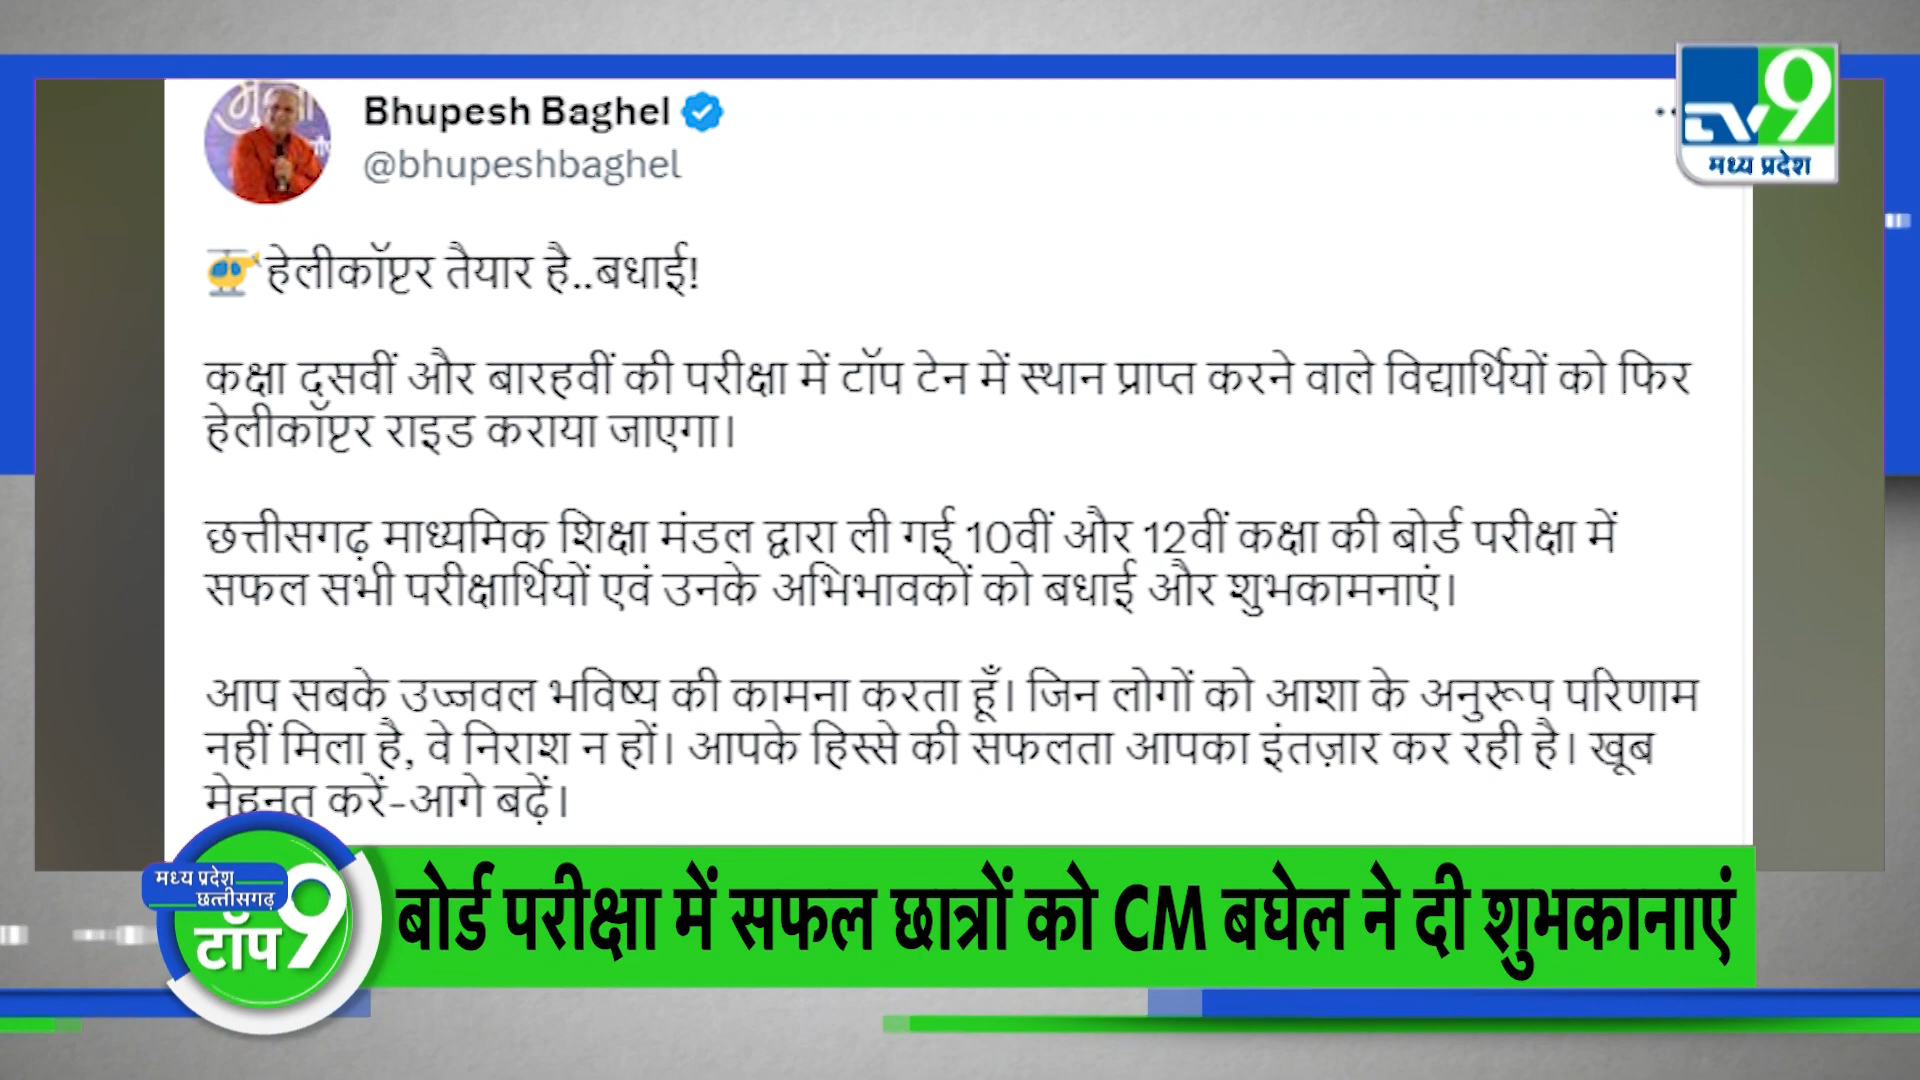 Bhupesh Baghel
@bhupeshbaghel
TV9
मध्य प्रदेश
🚁हेलीकॉप्टर तैयार है..बधाई!
कक्षा दसवीं और बारहवीं की परीक्षा में टॉप टेन में स्थान प्राप्त करने वाले विद्यार्थियों को फिर
हेलीकॉप्टर राइड कराया जाएगा।
छत्तीसगढ़ माध्यमिक शिक्षा मंडल द्वारा ली गई 10वीं और 12वीं कक्षा की बोर्ड परीक्षा में
सफल सभी परीक्षार्थियों एवं उनके अभिभावकों को बधाई और शुभकामनाएं।
आप सबके उज्जवल भविष्य की कामना करता हूँ। जिन लोगों को आशा के अनुरूप परिणाम
नहीं मिला है, वे निराश न हों। आपके हिस्से की सफलता आपका इंतज़ार कर रही है। खूब
मेहनत करें-आगे बढ़ें।
मध्य प्रदेश
छत्तीसगढ़
टॉप 9
बोर्ड परीक्षा में सफल छात्रों को CM बघेल ने दी शुभकानाएं